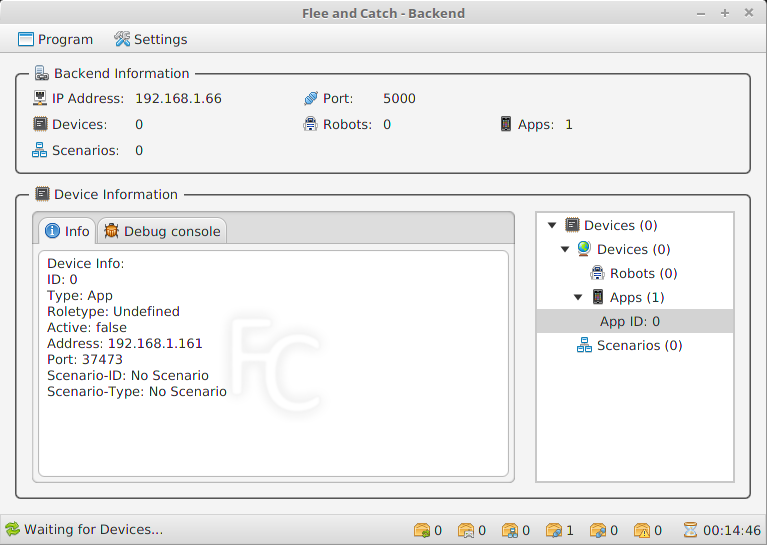 Flee and Catch - Backend
Program Settings
Backend Information
IP Address: 192.168.1.66 Port: 5000
Devices: 0 Robots: 0 Apps: 1
Scenarios: 0
Device Information
Info Debug console
Device Info:
ID: 0
Type: App
Roletype: Undefined
Active: false
Address: 192.168.1.161
Port: 37473
Scenario-ID: No Scenario
Scenario-Type: No Scenario
FC
Devices (0)
Devices (0)
Robots (0)
Apps (1)
App ID: 0
Scenarios (0)
Waiting for Devices... 0 0 0 1 0 0 00:14:46